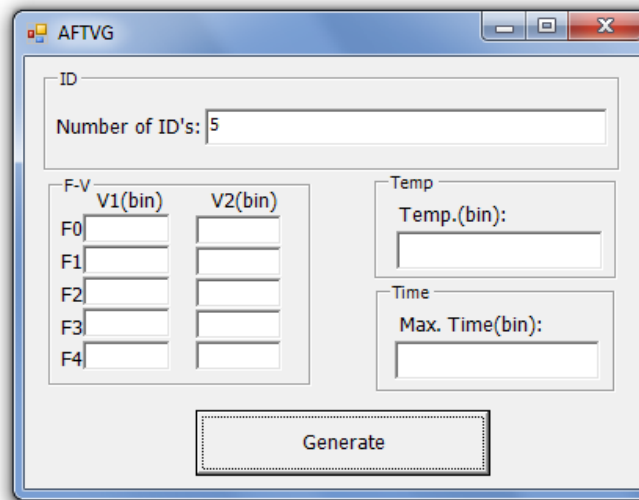 AFTVG
ID
Number of ID's: 5
F-V
V1(bin) V2(bin)
F0
F1
F2
F3
F4
Temp
Temp.(bin):
Time
Max. Time(bin):
Generate